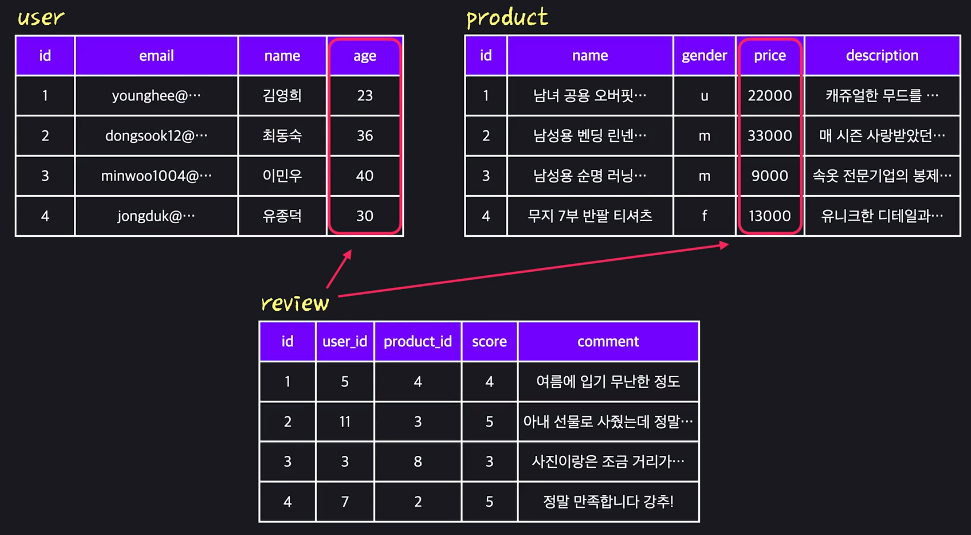 user
id email name age
1 younghee@⋯ 김영희 23
2 dongsook12@⋯ 최동숙 36
3 minwoo1004@⋯ 이민우 40
4 jongduk@⋯ 유종덕 30
product
id name gender price description
1 남녀 공용 오버핏⋯ u 22000 캐쥬얼한 무드를 ⋯
2 남성용 벤딩 린넨⋯ m 33000 매 시즌 사랑받았던⋯
3 남성용 순명 러닝⋯ m 9000 속옷 전문기업의 봉제⋯
4 무지 7부 반팔 티셔츠 f 13000 유니크한 디테일과⋯
review
id user_id product_id score comment
1 5 4 4 여름에 입기 무난한 정도
2 11 3 5 아내 선물로 사줬는데 정말⋯
3 3 8 3 사진이랑은 조금 거리가⋯
4 7 2 5 정말 만족합니다 강추!